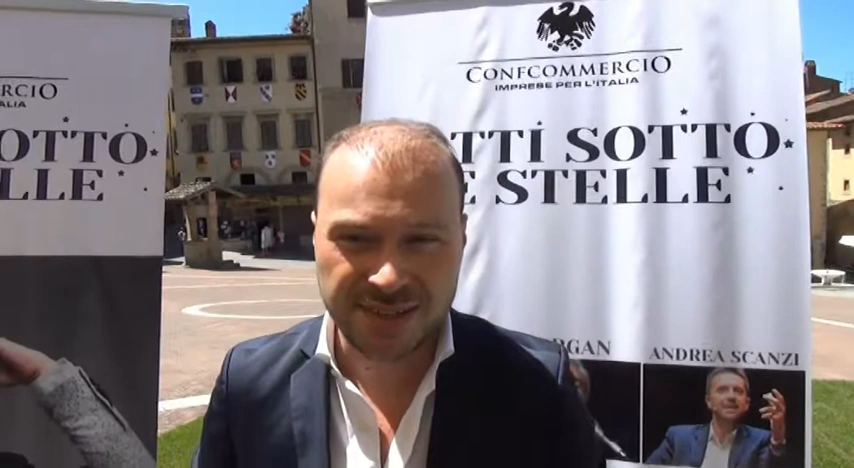 RCIO
ALIA
OTTO
LLE
CONFCOMMERCIO
IMPRESE PER L'ITALIA
TTI SOTTO
E STELLE
RGAN
ANDREA SCANZI